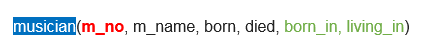 musician(m_no, m_name, born, died, born_in, living_in)